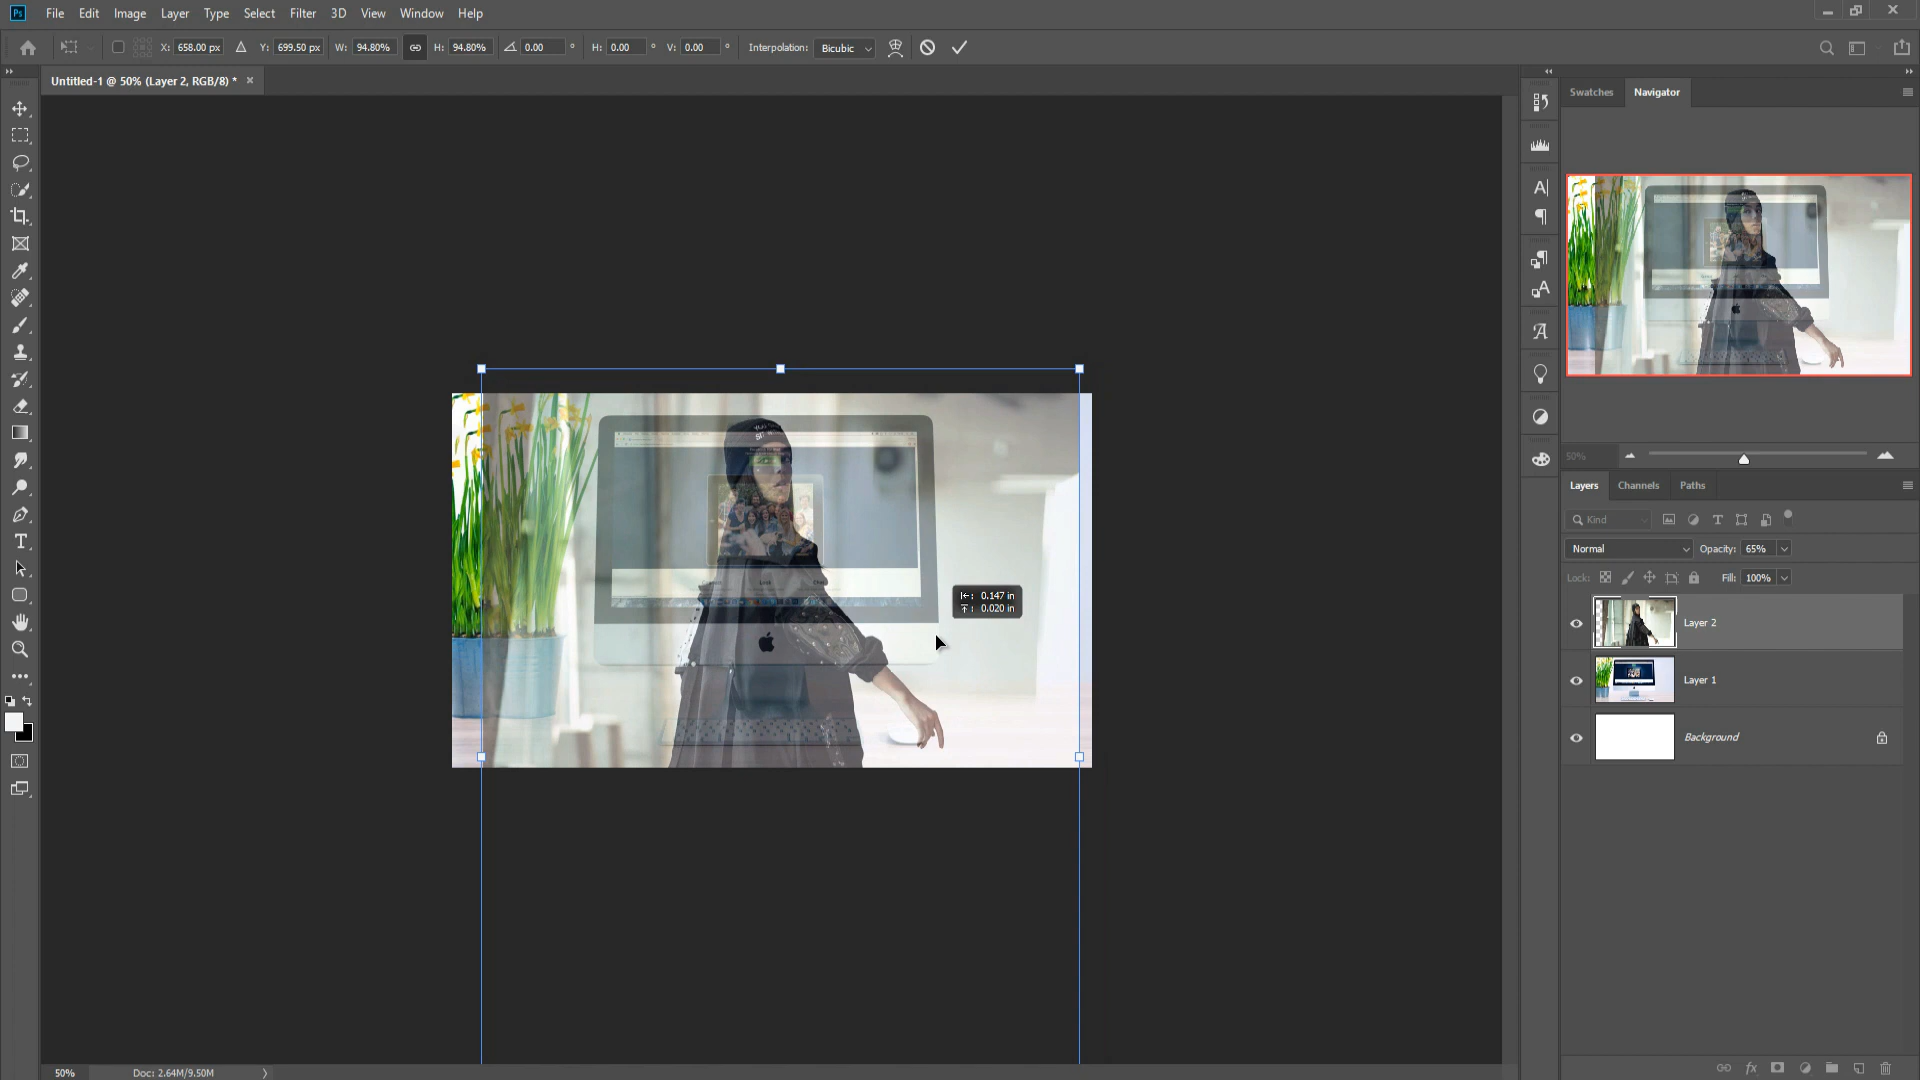 Ps File Edit Image Layer Type Select Filter 3D View Window Help
X: 658.00 px Y: 699.50 px W: 94.80% H: 94.80% 0.00 ° H: 0.00 ° V: 0.00 ° Interpolation: Bicubic
Untitled-1 @ 50% (Layer 2, RGB/8) * ×
Swatches Navigator
50%
Layers Channels Paths
Kind
Normal Opacity: 65%
Lock: Fill: 100%
Layer 2
Layer 1
Background
0.147 in
0.020 in
50% Doc: 2.64M/9.50M